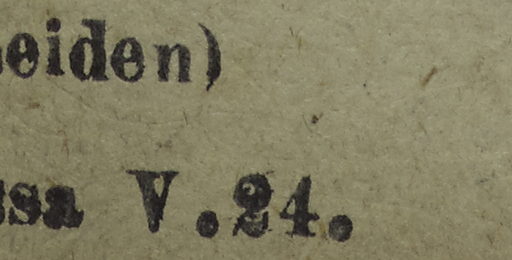 eiden)
ssa V.24.